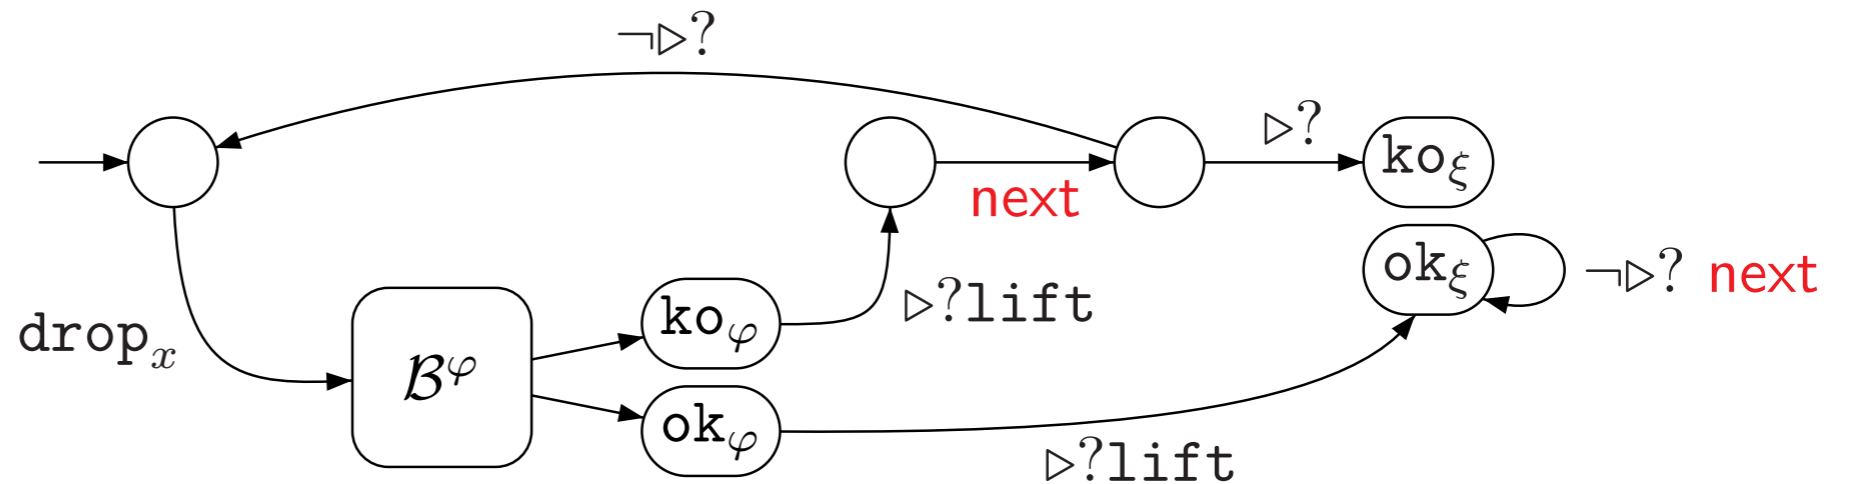 ¬▷?
▷?
ko_ξ
next
ok_ξ
¬▷? next
ko_φ
▷?lift
drop_x
ℬ^φ
ok_φ
▷?lift